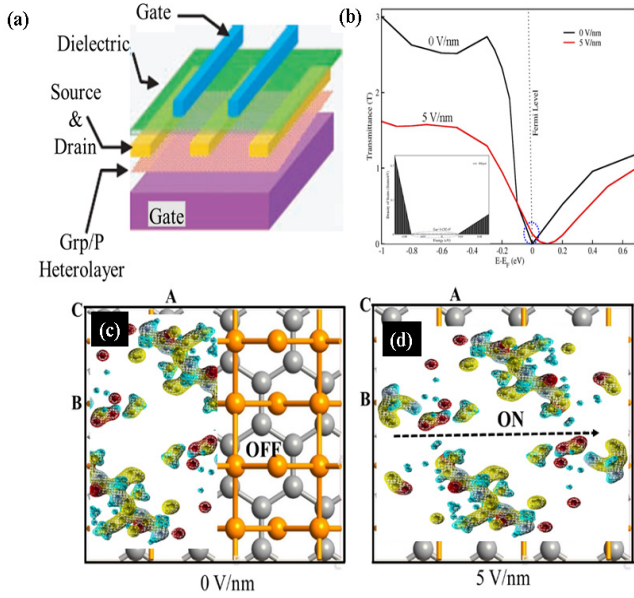 (a)
Gate
Dielectric
Source
&
Drain
Grp/P
Heterolayer
Gate
(b)
3
2
1
0
Transmittance (T)
0 V/nm
5 V/nm
0 V/nm
5 V/nm
Fermi Level
-1
-0.8
-0.6
-0.4
-0.2
0
0.2
0.4
0.6
E-EF (eV)
A
C
(c)
B
OFF
0 V/nm
A
C
(d)
B
ON
5 V/nm